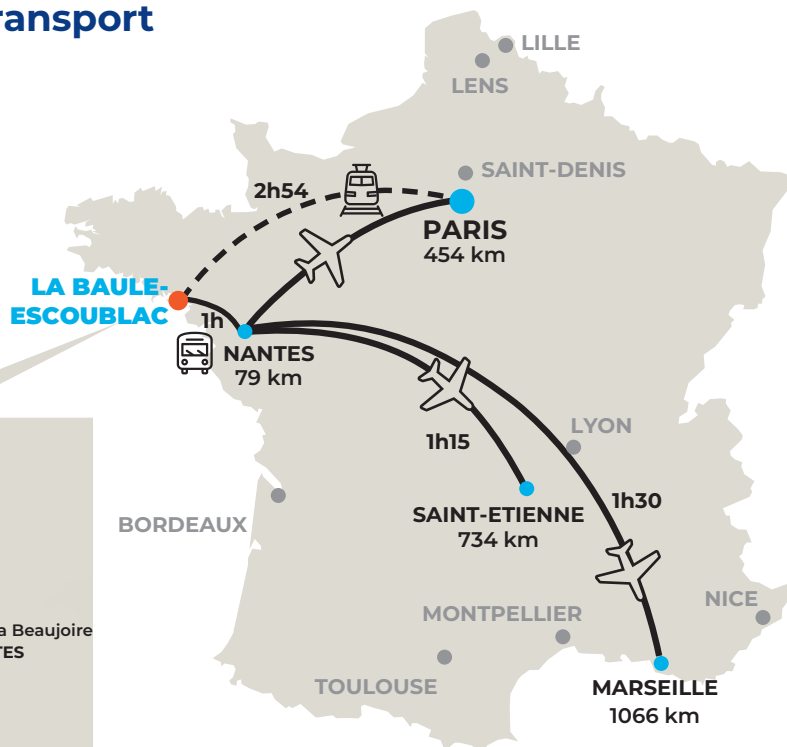 ransport
LILLE
LENS
SAINT-DENIS
2h54
PARIS
454 km
LA BAULE-
ESCOUBLAC
1h
NANTES
79 km
LYON
1h15
1h30
SAINT-ETIENNE
734 km
BORDEAUX
NICE
MONTPELLIER
a Beaujoire
TES
TOULOUSE
MARSEILLE
1066 km